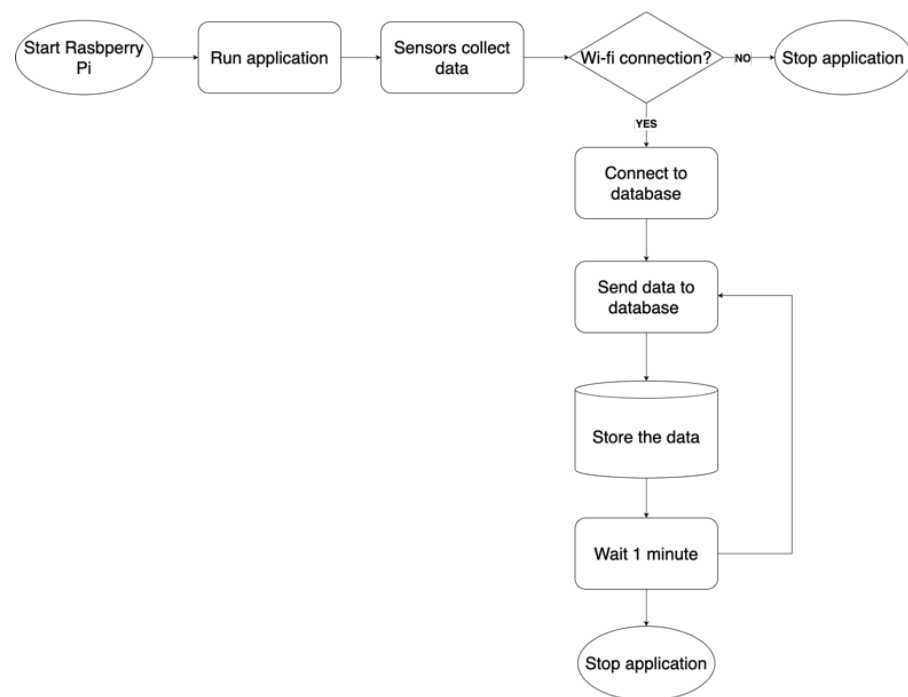 Start Rasbperry
Pi
Run application
Sensors collect
data
Wi-fi connection?
NO
Stop application
YES
Connect to
database
Send data to
database
Store the data
Wait 1 minute
Stop application